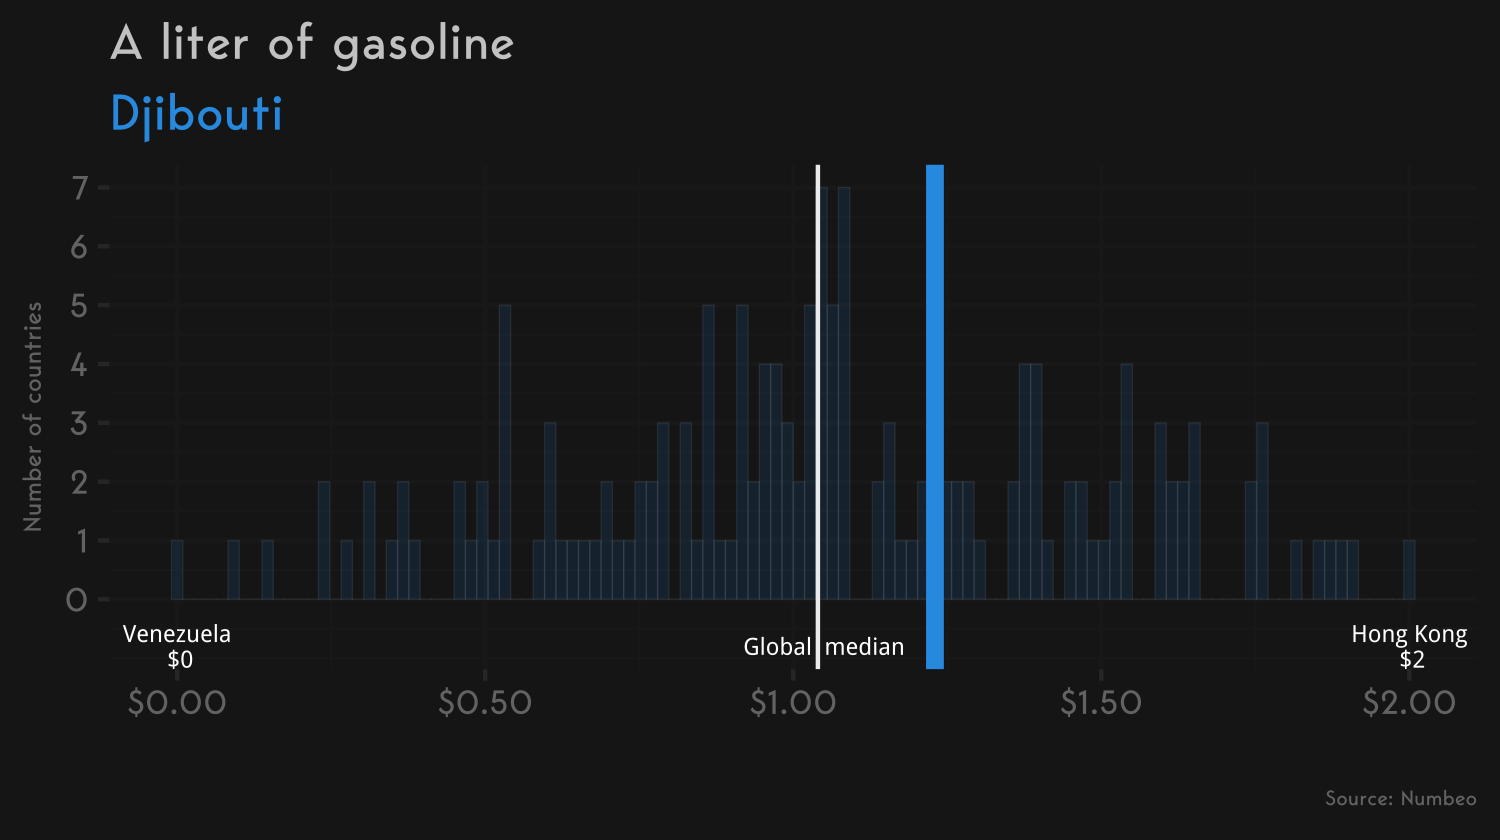 A liter of gasoline
Djibouti
7
6
5
4
3
2
1
0
Number of countries
Venezuela
$0
Global median
Hong Kong
$2
$0.00 $0.50 $1.00 $1.50 $2.00
Source: Numbeo